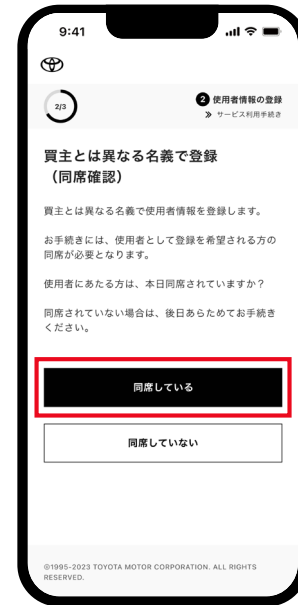 9:41
2/3
2 使用者情報の登録
≫ サービス利用手続き
買主とは異なる名義で登録
（同席確認）
買主とは異なる名義で使用者情報を登録します。
お手続きには、使用者として登録を希望される方の
同席が必要となります。
使用者にあたる方は、本日同席されていますか？
同席されていない場合は、後日あらためてお手続き
ください。
同席している
同席していない
©1995-2023 TOYOTA MOTOR CORPORATION. ALL RIGHTS
RESERVED.